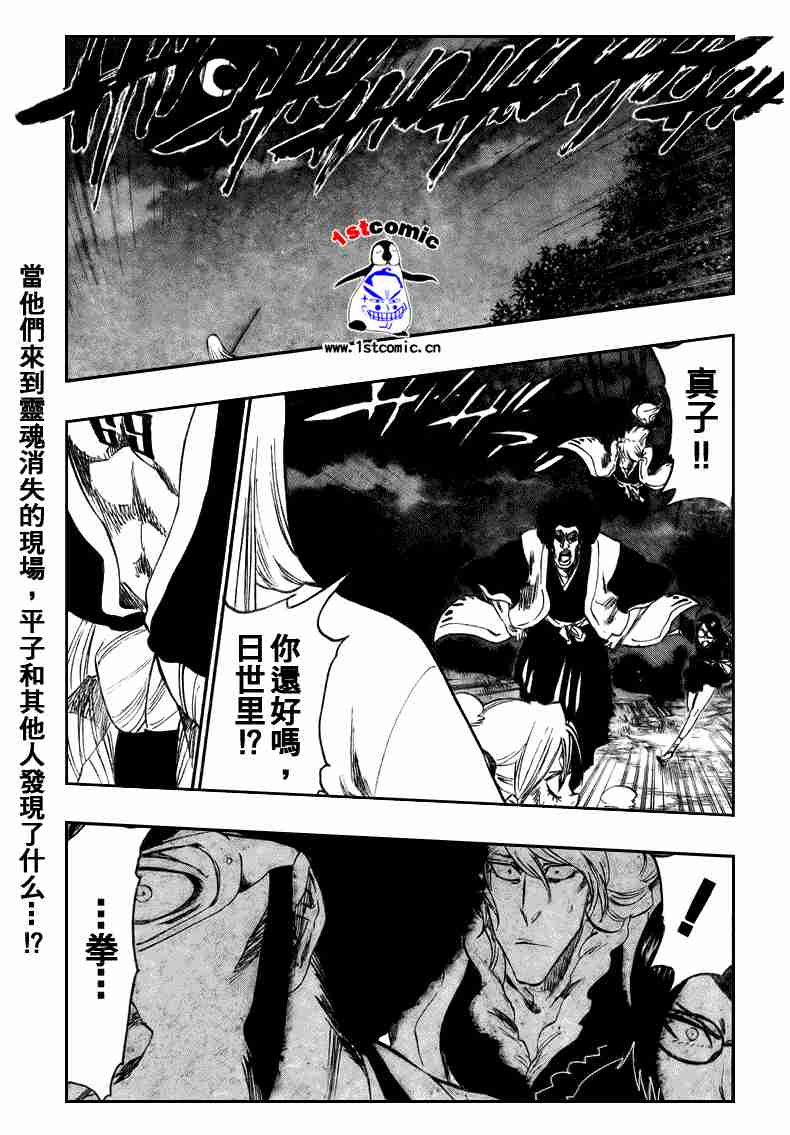 1stcomic
www.1stcomic.cn
當他們來到靈魂消失的現場，平子和其他人發現了什么…!?
真子!!
你還好嗎，
日世里!?
!
…拳…